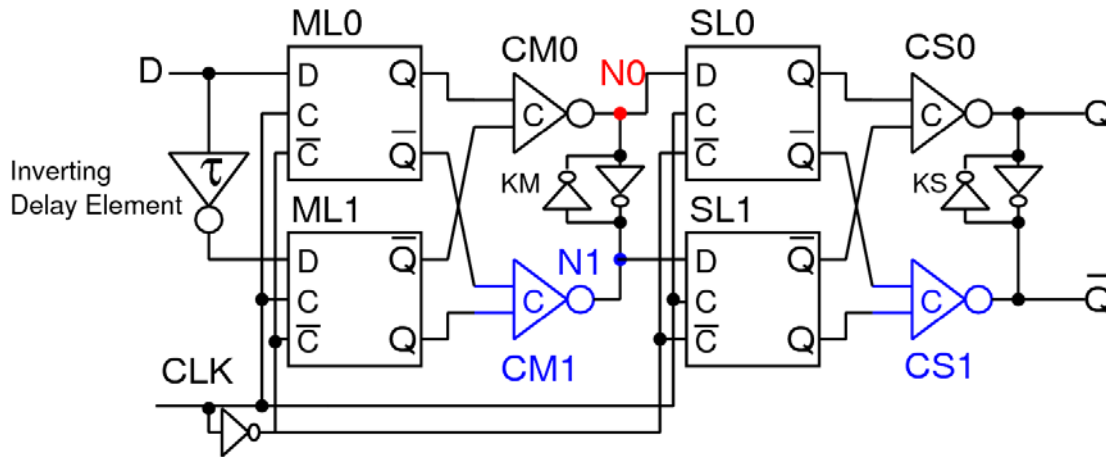 ML0
SL0
CM0
CS0
N0
D
D
Q
C
D
Q
C
Q
C
C
C
C̅
Q̅
C̅
Q̅
τ
KM
KS
Inverting
Delay Element
ML1
SL1
N1
D
Q̅
D
Q̅
Q̅
C
C
C
C
C̅
Q
C̅
Q
CM1
CS1
CLK